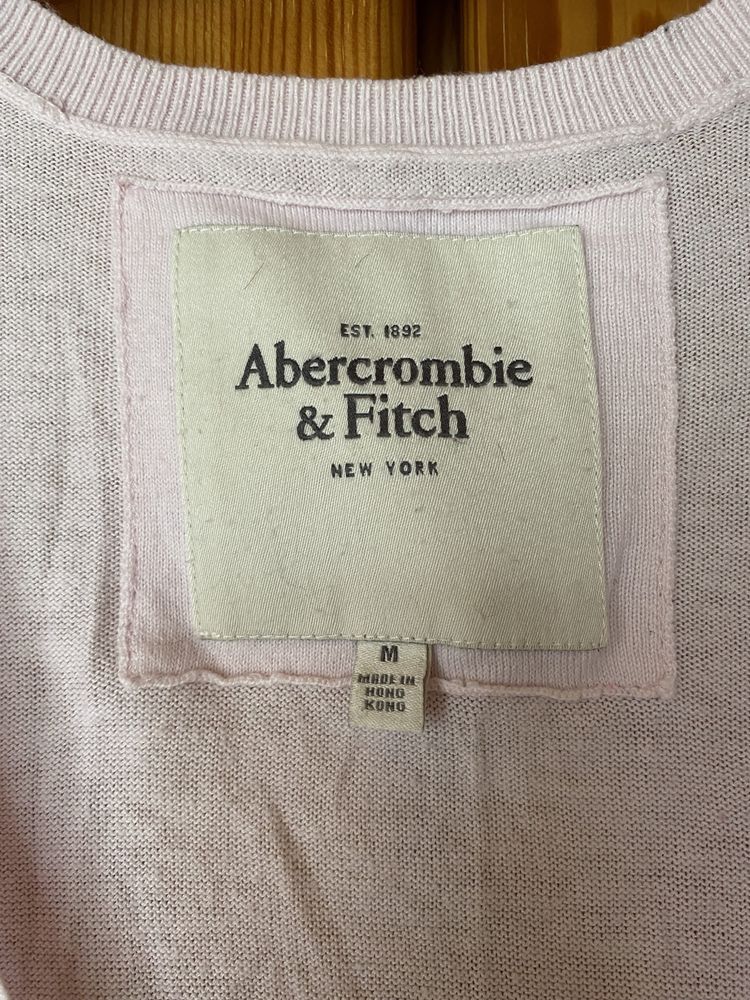 EST. 1892
Abercrombie
& Fitch
NEW YORK
M
MADE IN
HONG
KONG